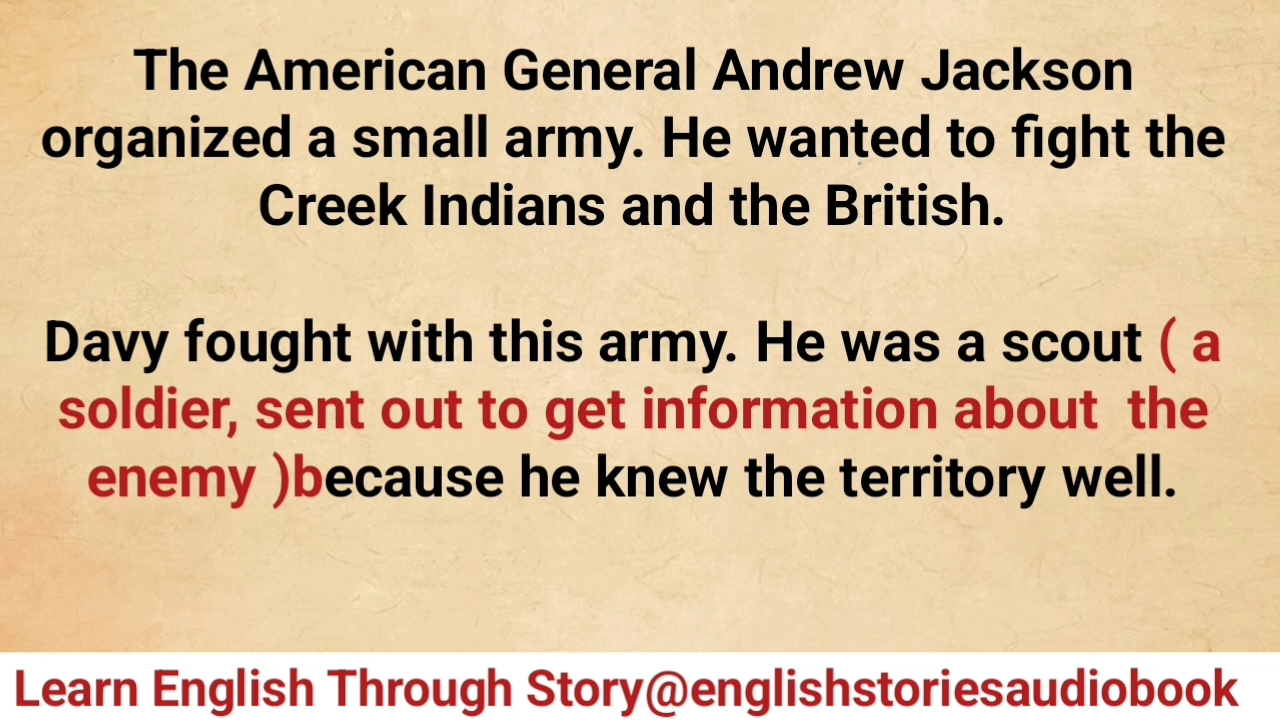 The American General Andrew Jackson
organized a small army. He wanted to fight the
Creek Indians and the British.
Davy fought with this army. He was a scout ( a
soldier, sent out to get information about  the
enemy )because he knew the territory well.
Learn English Through Story@englishstoriesaudiobook